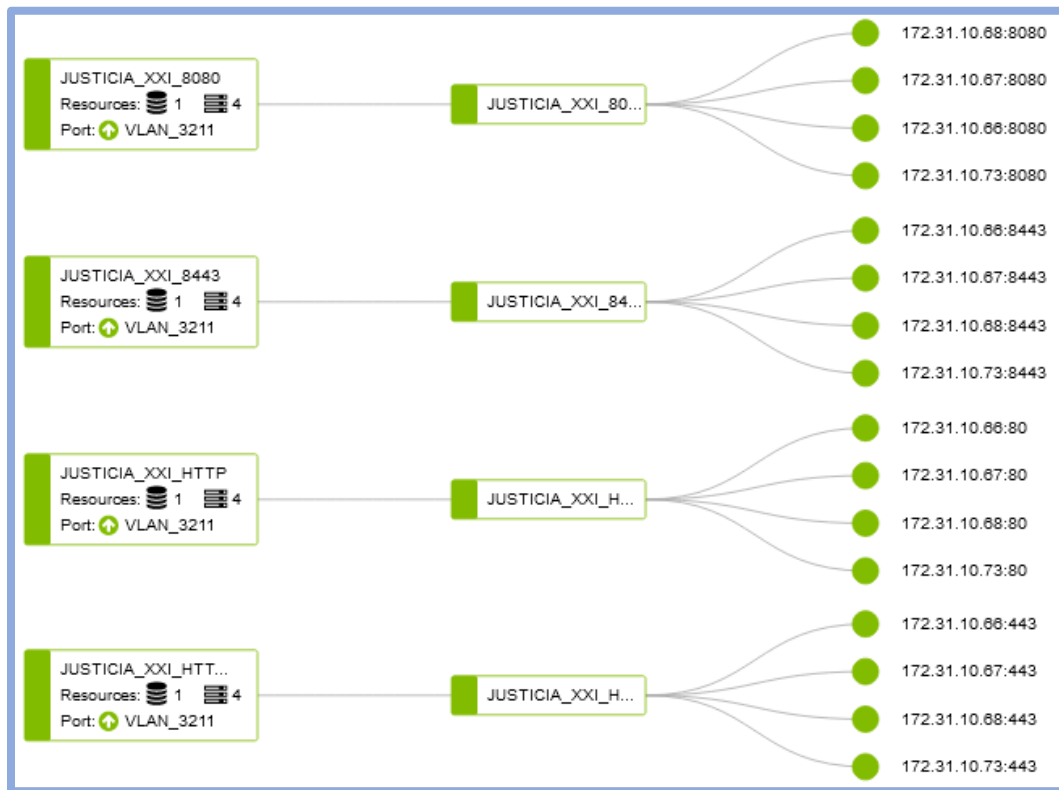 JUSTICIA_XXI_8080
Resources: 1 4
Port: VLAN_3211
JUSTICIA_XXI_80...
172.31.10.68:8080
172.31.10.67:8080
172.31.10.66:8080
172.31.10.73:8080
JUSTICIA_XXI_8443
Resources: 1 4
Port: VLAN_3211
JUSTICIA_XXI_84...
172.31.10.66:8443
172.31.10.67:8443
172.31.10.68:8443
172.31.10.73:8443
JUSTICIA_XXI_HTTP
Resources: 1 4
Port: VLAN_3211
JUSTICIA_XXI_H...
172.31.10.66:80
172.31.10.67:80
172.31.10.68:80
172.31.10.73:80
JUSTICIA_XXI_HTT...
Resources: 1 4
Port: VLAN_3211
JUSTICIA_XXI_H...
172.31.10.66:443
172.31.10.67:443
172.31.10.68:443
172.31.10.73:443